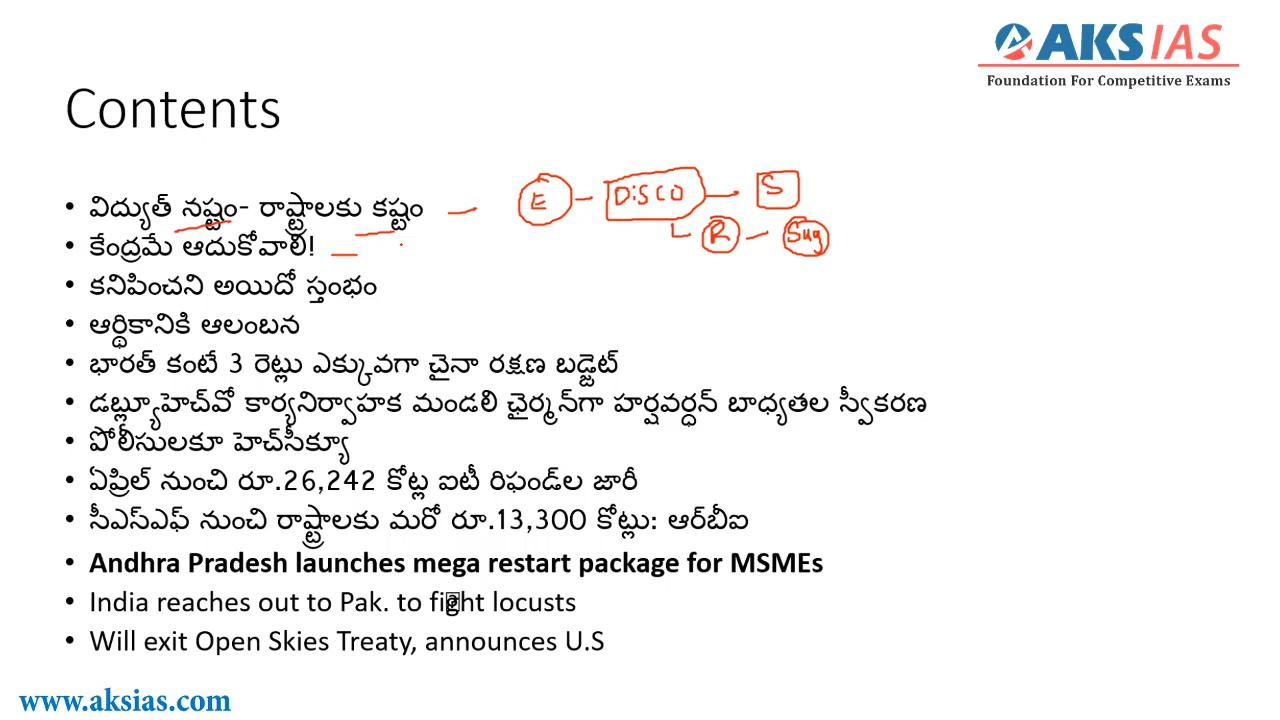 AKS IAS
Foundation For Competitive Exams
Contents
• విద్యుత్ నష్టం- రాష్ట్రాలకు కష్టం
E DISCO S
R Sug
• కేంద్రమే ఆదుకోవాలి!
• కనిపించని అయిదో స్తంభం
• ఆర్థికానికి ఆలంబన
• భారత్ కంటే 3 రెట్లు ఎక్కువగా చైనా రక్షణ బడ్జెట్
• డబ్ల్యూహెచ్‌వో కార్యనిర్వాహక మండలి ఛైర్మన్‌గా హర్షవర్ధన్ బాధ్యతల స్వీకరణ
• పోలీసులకూ హెచ్‌సీక్యూ
• ఏప్రిల్ నుంచి రూ.26,242 కోట్ల ఐటీ రిఫండ్‌ల జారీ
• సీఎస్ఎఫ్ నుంచి రాష్ట్రాలకు మరో రూ.13,300 కోట్లు: ఆర్‌బీఐ
• Andhra Pradesh launches mega restart package for MSMEs
• India reaches out to Pak. to fight locusts
• Will exit Open Skies Treaty, announces U.S
www.aksias.com